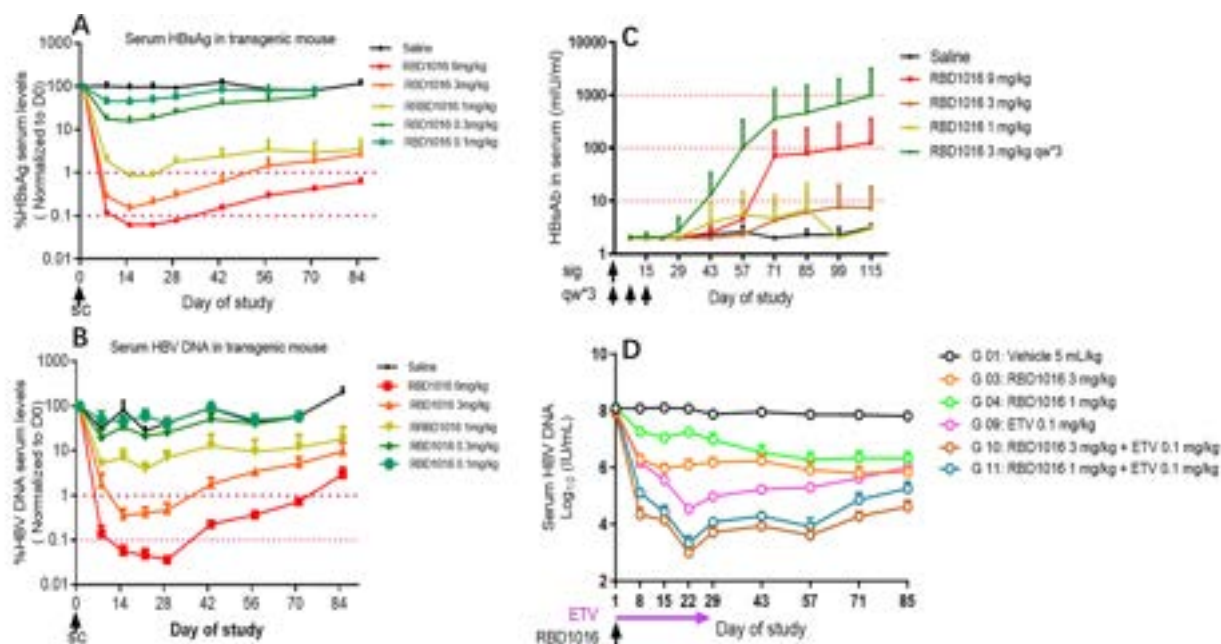 A
Serum HBsAg in transgenic mouse
1000
100
10
1
0.1
0.01
%HBsAg serum levels
( Normalized to D0)
0 14 28 42 56 70 84
SC
Day of study
Saline
RBD1016 3mg/kg
RBD1016 0.3mg/kg
RBD1016 0.1mg/kg
B
Serum HBV DNA in transgenic mouse
1000
100
10
1
0.1
0.01
%HBV DNA serum levels
( Normalized to D0)
0 14 28 42 56 70 84
SC
Day of study
Saline
RBD1016 3mg/kg
RBD1016 1mg/kg
RBD1016 0.3mg/kg
RBD1016 0.1mg/kg
C
10000
1000
100
10
1
HBsAb in serum (mIU/ml)
15 29 43 57 71 85 99 115
sig
qw*3
Day of study
Saline
RBD1016 9 mg/kg
RBD1016 3 mg/kg
RBD1016 1 mg/kg
RBD1016 3 mg/kg qw*3
D
10
8
6
4
2
Serum HBV DNA
Log10 (IU/mL)
1 8 15 22 29 43 57 71 85
ETV
RBD1016
Day of study
G 01: Vehicle 5 mL/kg
G 03: RBD1016 3 mg/kg
G 04: RBD1016 1 mg/kg
G 09: ETV 0.1 mg/kg
G 10: RBD1016 3 mg/kg + ETV 0.1 mg/kg
G 11: RBD1016 1 mg/kg + ETV 0.1 mg/kg